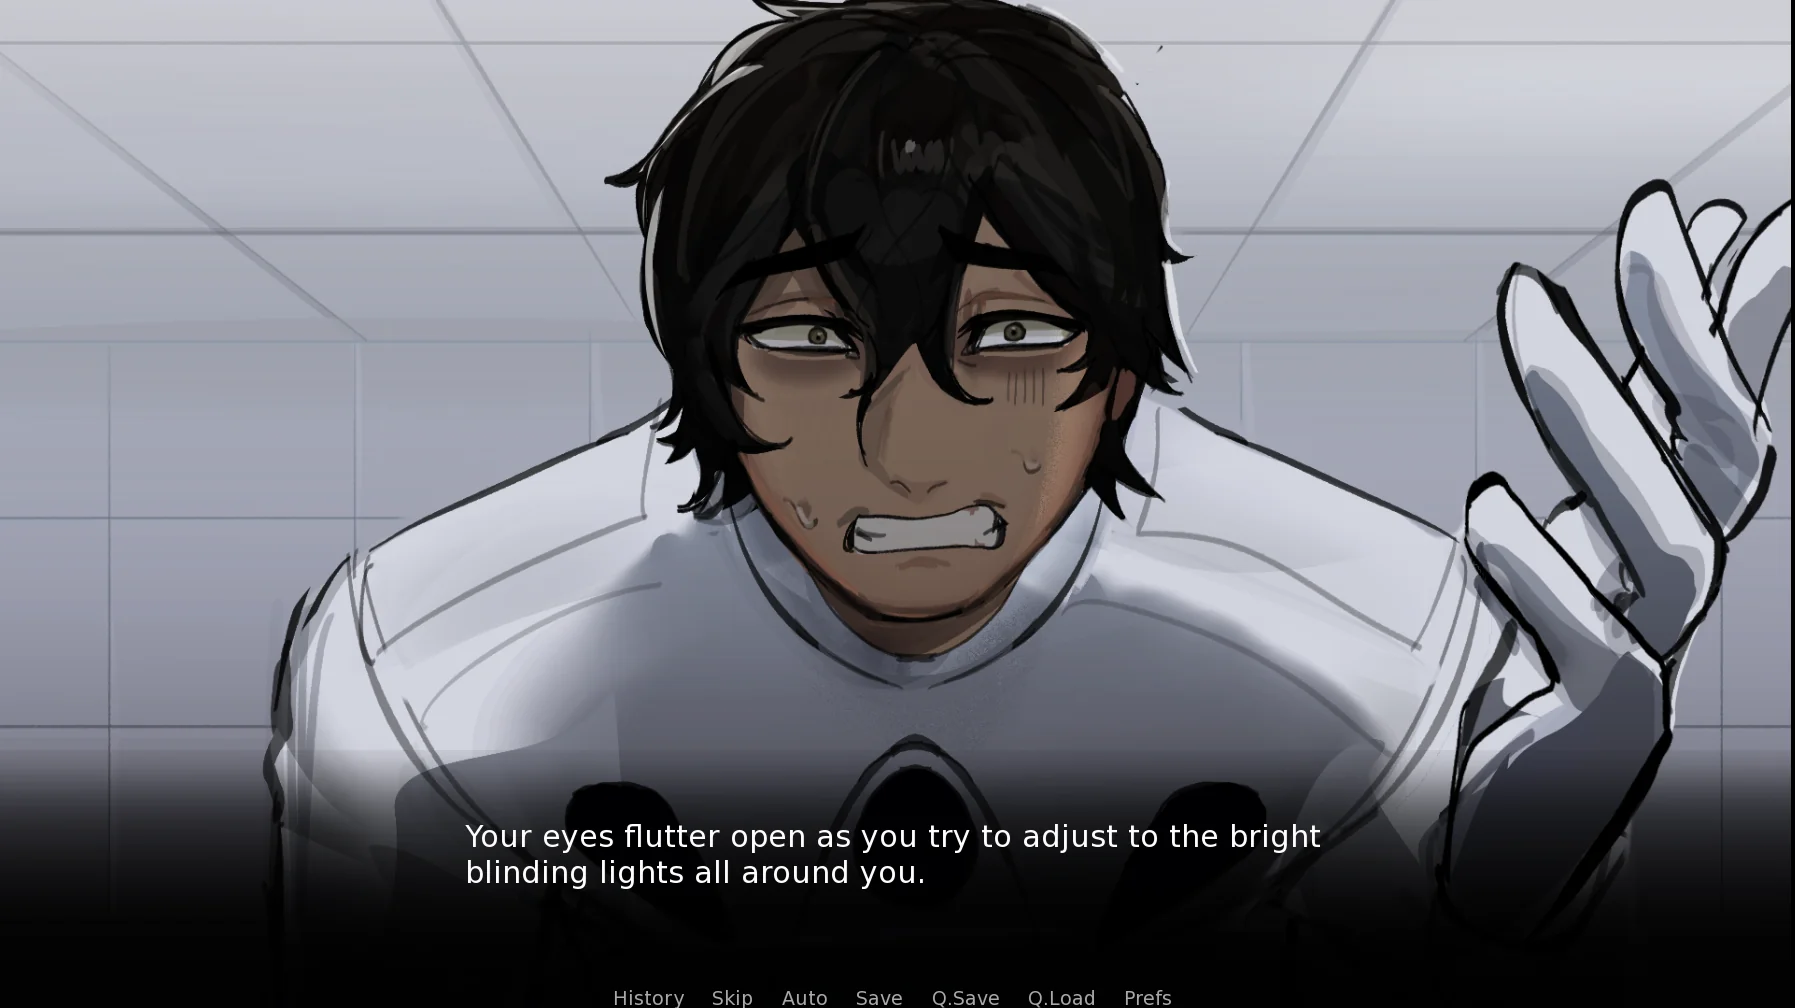 Your eyes flutter open as you try to adjust to the bright
blinding lights all around you.
History Skip Auto Save Q.Save Q.Load Prefs